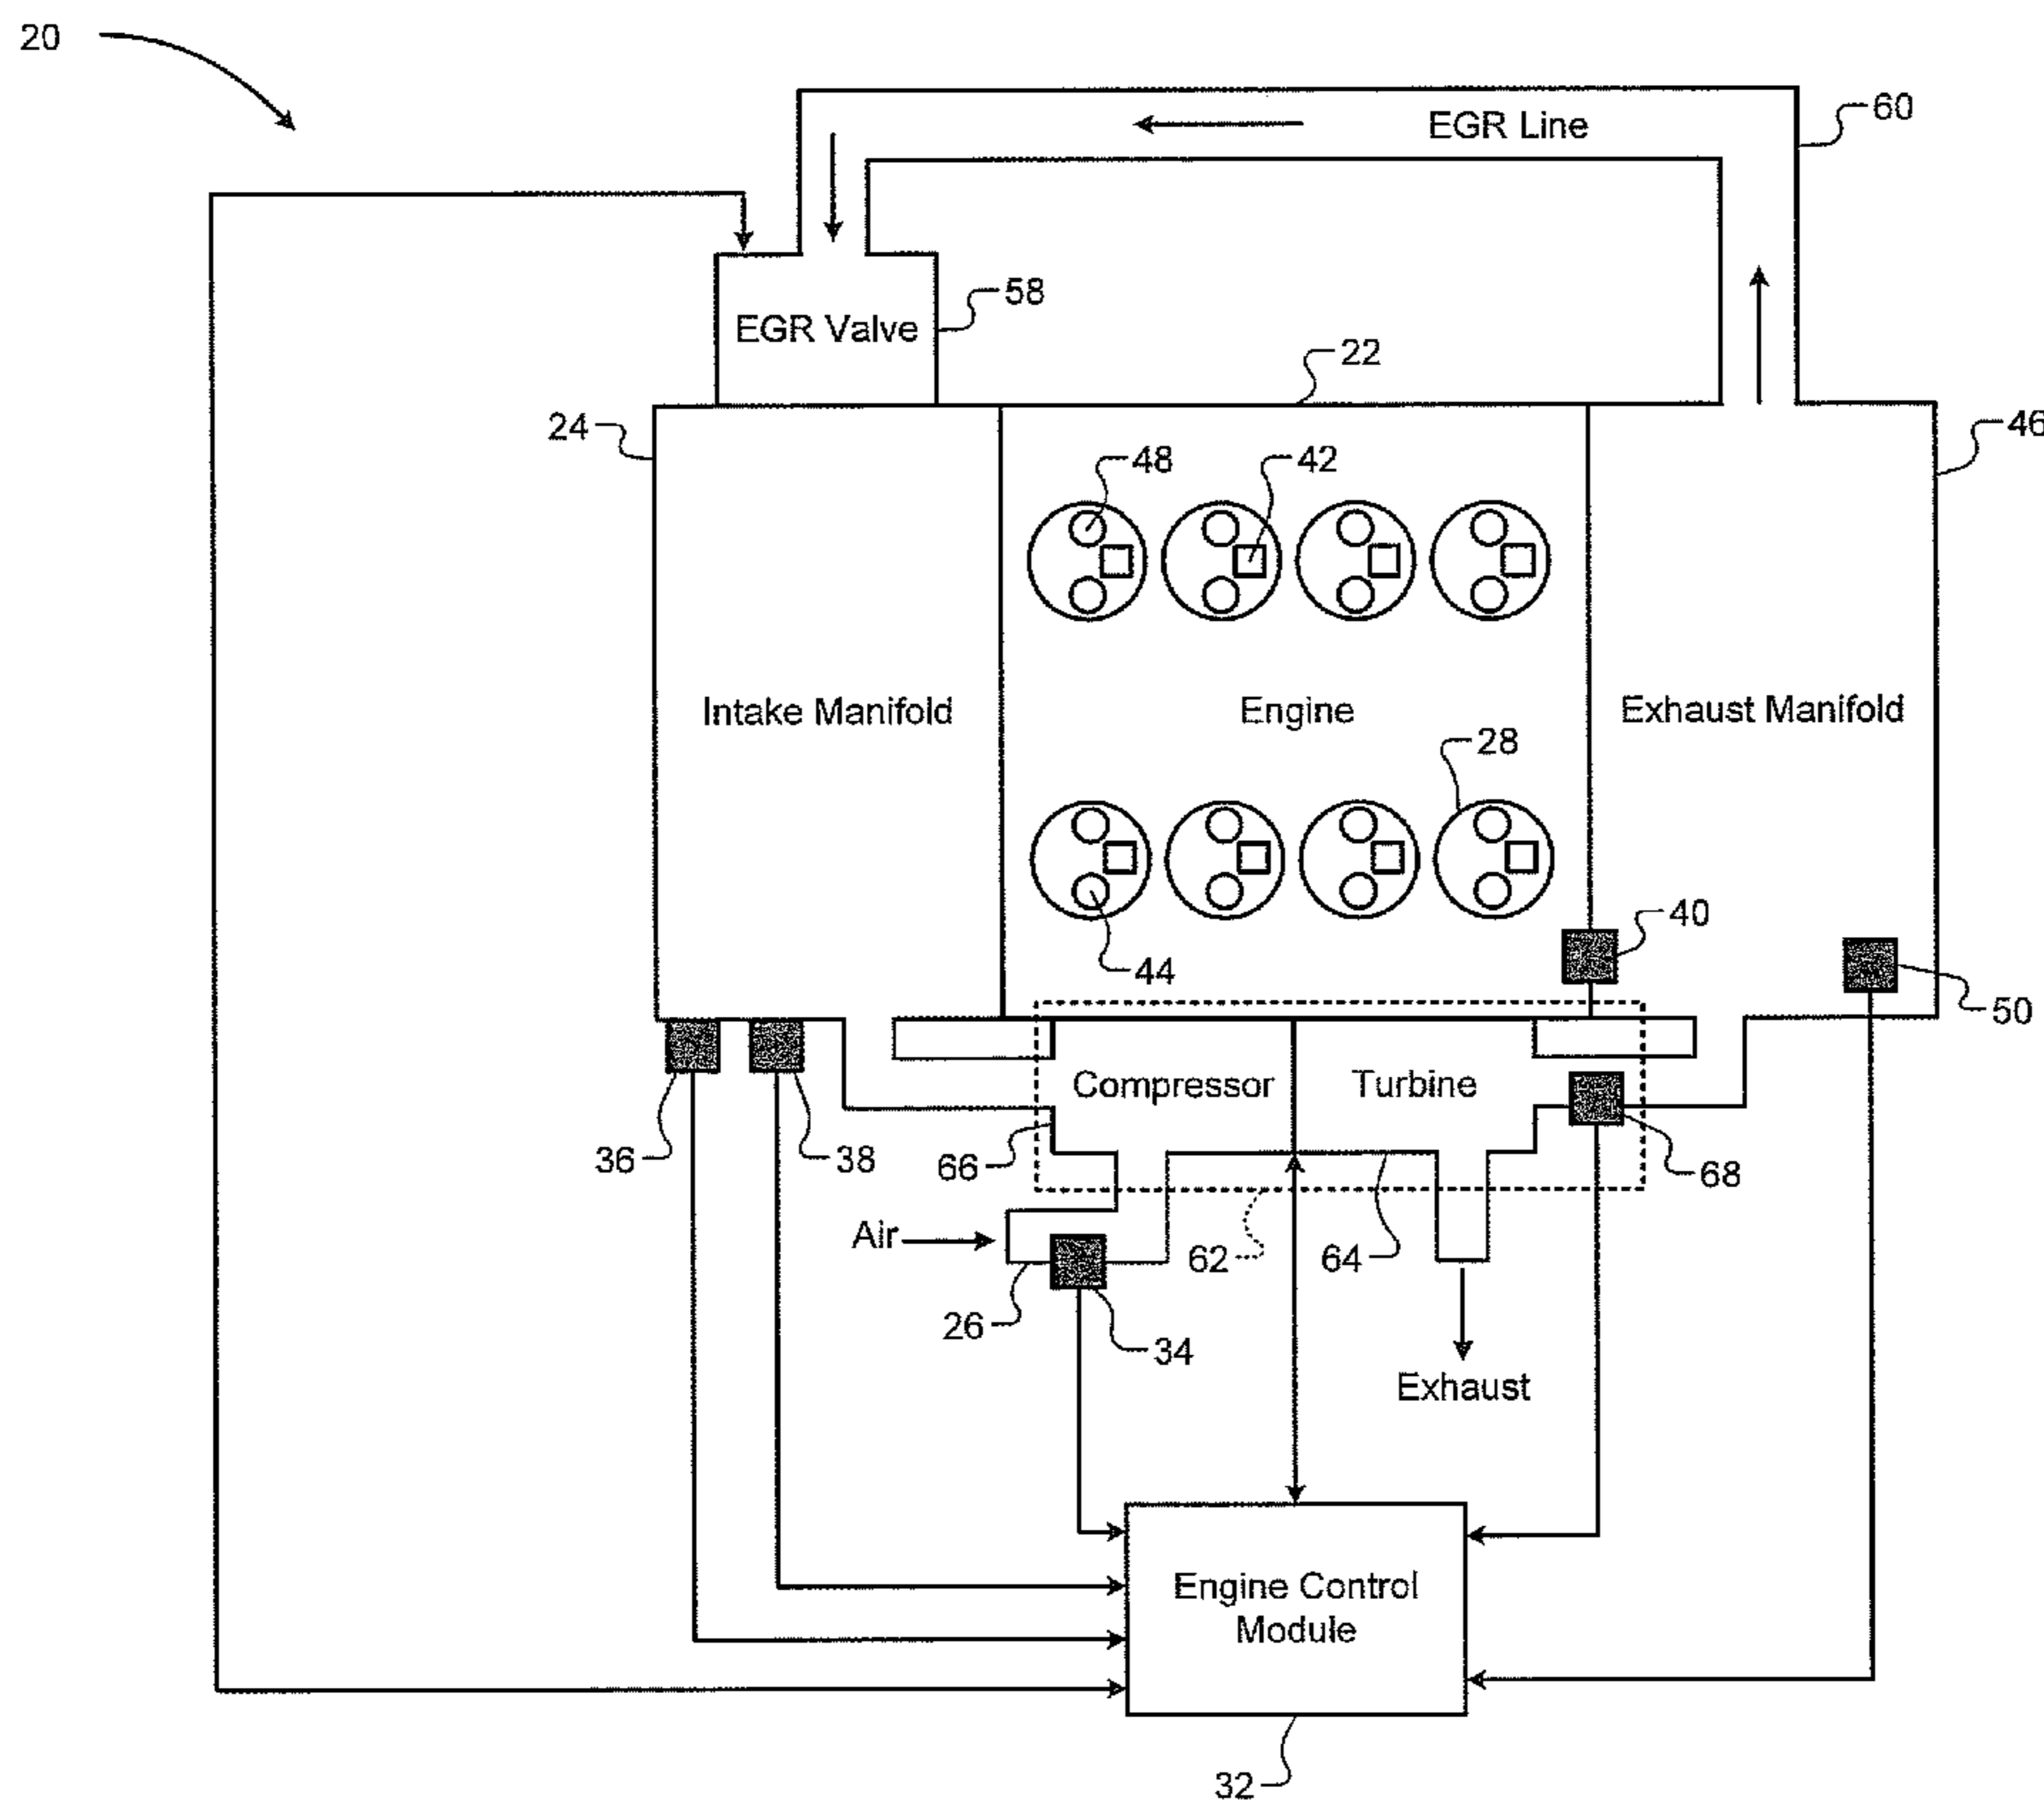 20
EGR Line
60
EGR Valve
58
22
24
46
48
42
Intake Manifold
Engine
Exhaust Manifold
28
40
44
50
Compressor
Turbine
36
38
66
68
Air
62
64
26
34
Exhaust
Engine Control
Module
32